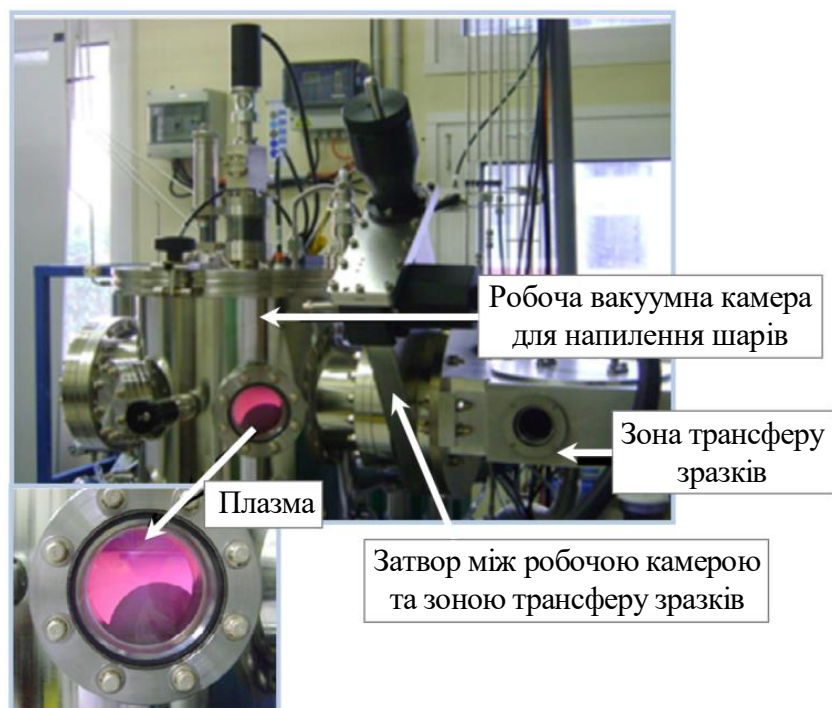 Робоча вакуумна камера
для напилення шарів
Зона трансферу
зразків
Плазма
Затвор між робочою камерою
та зоною трансферу зразків